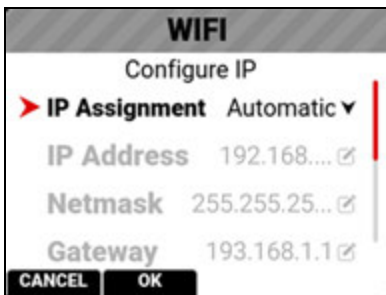 WIFI
Configure IP
IP Assignment Automatic
IP Address 192.168....
Netmask 255.255.25...
Gateway 193.168.1.1
CANCEL OK